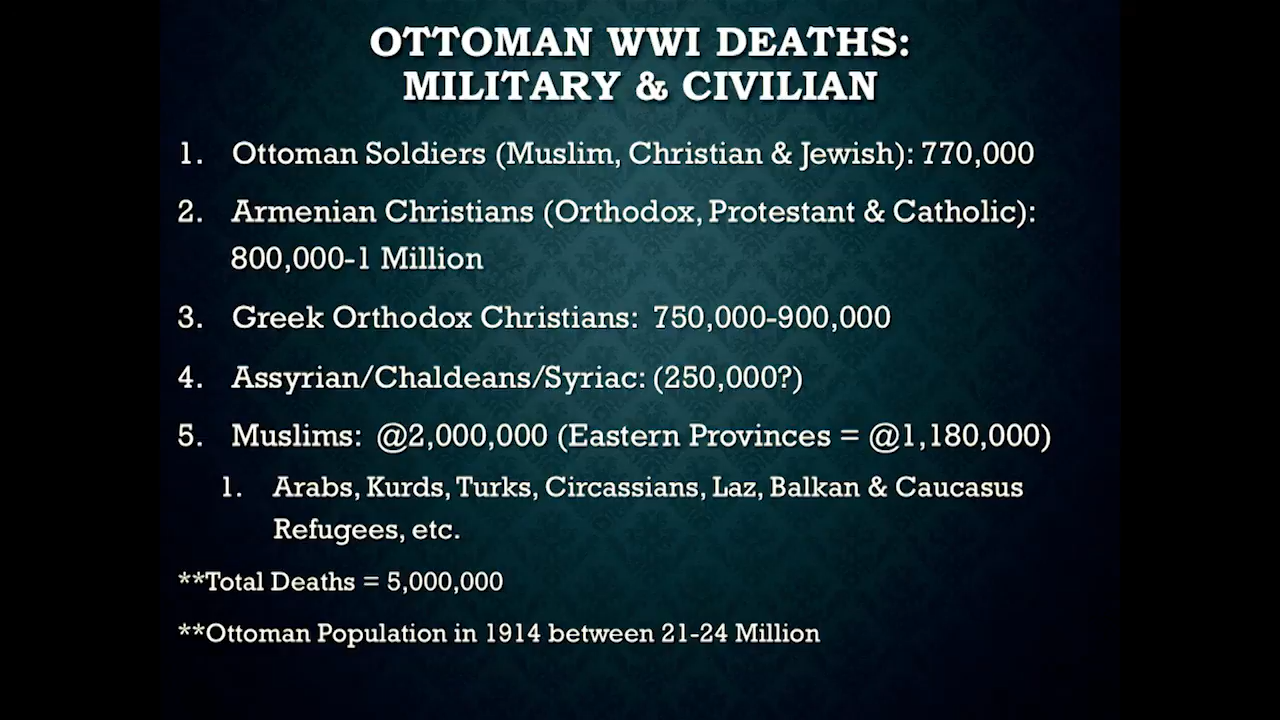 OTTOMAN WWI DEATHS:
MILITARY & CIVILIAN
1. Ottoman Soldiers (Muslim, Christian & Jewish): 770,000
2. Armenian Christians (Orthodox, Protestant & Catholic):
800,000-1 Million
3. Greek Orthodox Christians: 750,000-900,000
4. Assyrian/Chaldeans/Syriac: (250,000?)
5. Muslims: @2,000,000 (Eastern Provinces = @1,180,000)
1. Arabs, Kurds, Turks, Circassians, Laz, Balkan & Caucasus
Refugees, etc.
**Total Deaths = 5,000,000
**Ottoman Population in 1914 between 21-24 Million